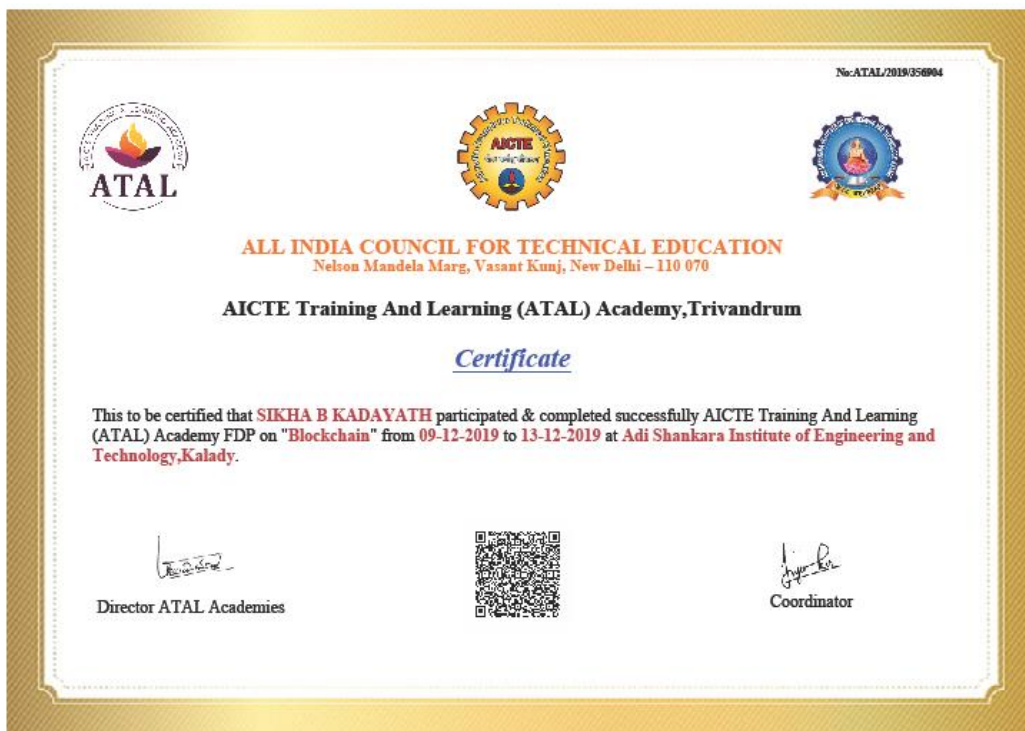 No:ATAL/2019/356904
ATAL
AICTE
ALL INDIA COUNCIL FOR TECHNICAL EDUCATION
Nelson Mandela Marg, Vasant Kunj, New Delhi – 110 070
AICTE Training And Learning (ATAL) Academy,Trivandrum
Certificate
This to be certified that SIKHA B KADAYATH participated & completed successfully AICTE Training And Learning
(ATAL) Academy FDP on "Blockchain" from 09-12-2019 to 13-12-2019 at Adi Shankara Institute of Engineering and
Technology,Kalady.
Director ATAL Academies
Coordinator